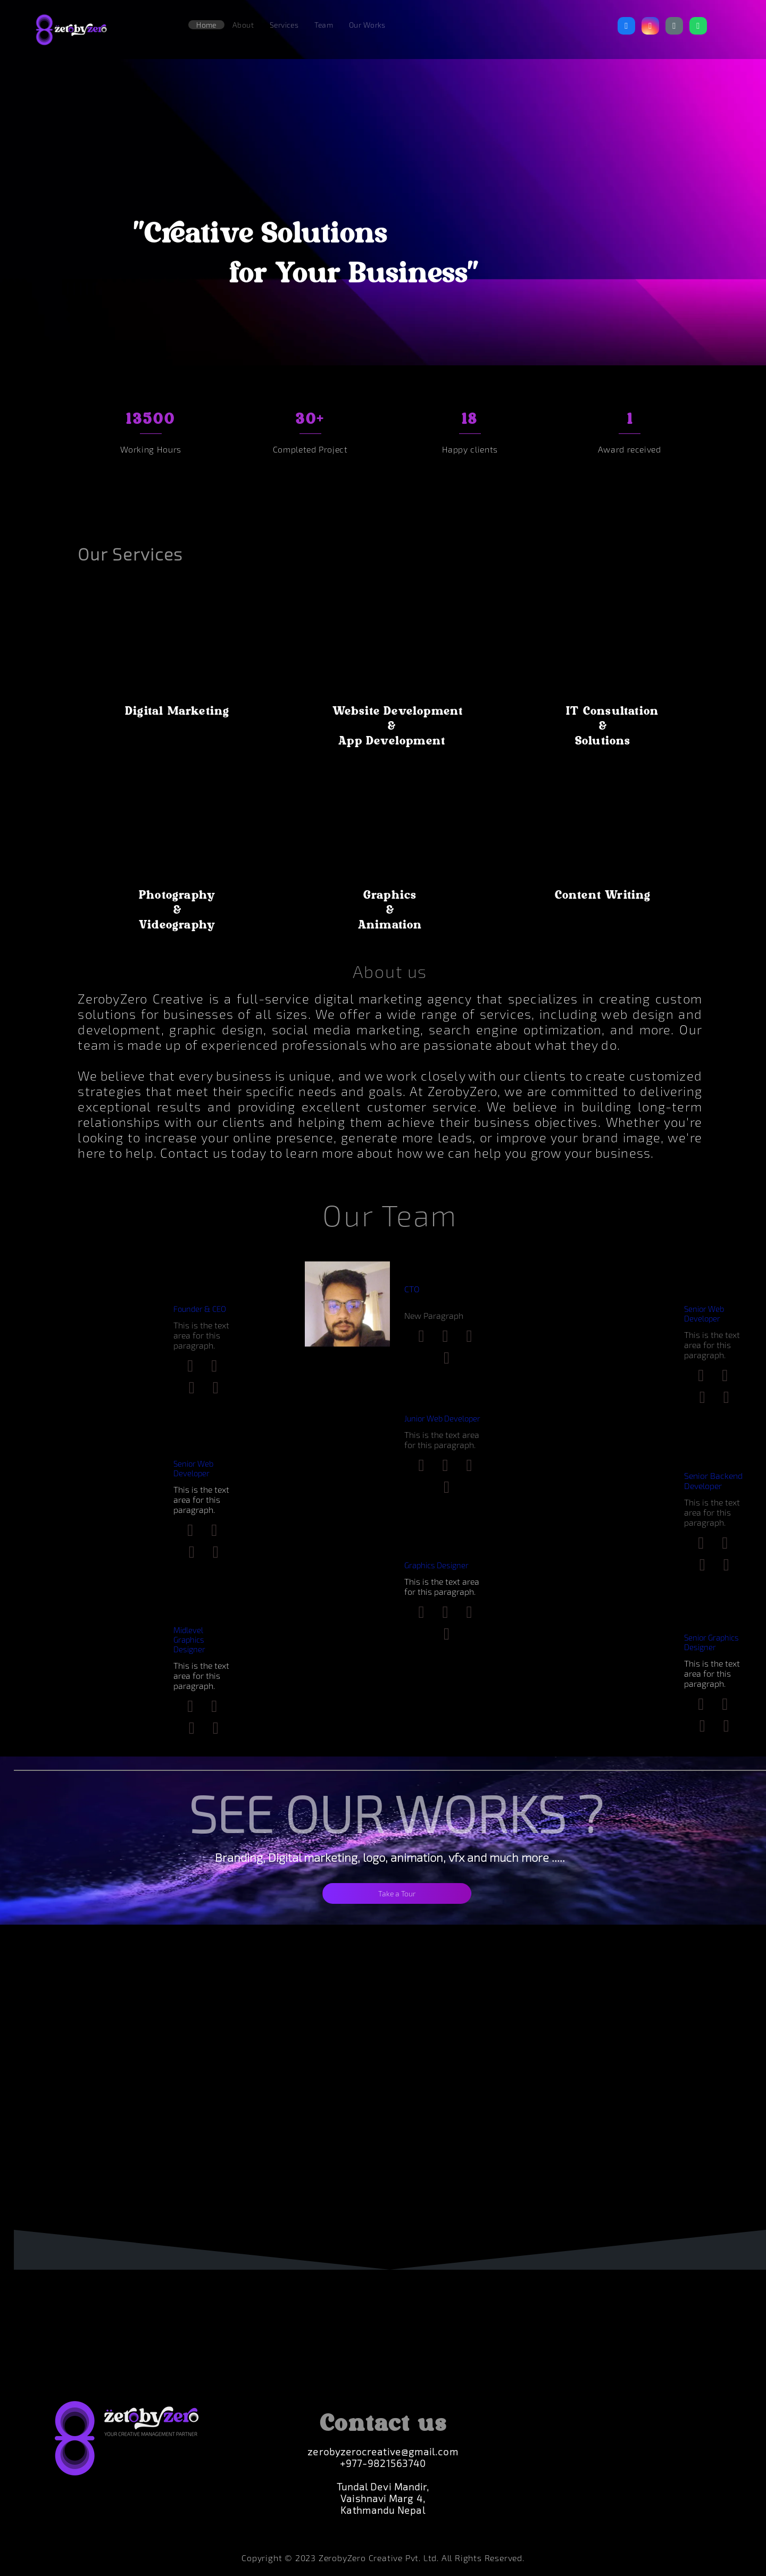 zerobyzero
Home About Services Team Our Works
"Creative Solutions
for Your Business"
13500 30+ 18 1
Working Hours Completed Project Happy clients Award received
Our Services
Digital Marketing
Website Development
&
App Development
IT Consultation
&
Solutions
Photography
&
Videography
Graphics
&
Animation
Content Writing
About us
ZerobyZero Creative is a full-service digital marketing agency that specializes in creating custom
solutions for businesses of all sizes. We offer a wide range of services, including web design and
development, graphic design, social media marketing, search engine optimization, and more. Our
team is made up of experienced professionals who are passionate about what they do.
We believe that every business is unique, and we work closely with our clients to create customized
strategies that meet their specific needs and goals. At ZerobyZero, we are committed to delivering
exceptional results and providing excellent customer service. We believe in building long-term
relationships with our clients and helping them achieve their business objectives. Whether you're
looking to increase your online presence, generate more leads, or improve your brand image, we're
here to help. Contact us today to learn more about how we can help you grow your business.
Our Team
Founder & CEO
This is the text
area for this
paragraph.
CTO
New Paragraph
Senior Web
Developer
This is the text
area for this
paragraph.
Senior Web
Developer
This is the text
area for this
paragraph.
Junior Web Developer
This is the text area
for this paragraph.
Senior Backend
Developer
This is the text
area for this
paragraph.
Midlevel
Graphics
Designer
This is the text
area for this
paragraph.
Graphics Designer
This is the text area
for this paragraph.
Senior Graphics
Designer
This is the text
area for this
paragraph.
SEE OUR WORKS ?
Branding, Digital marketing, logo, animation, vfx and much more .....
Take a Tour
zerobyzero
YOUR CREATIVE MANAGEMENT PARTNER
Contact us
zerobyzerocreative@gmail.com
+977-9821563740
Tundal Devi Mandir,
Vaishnavi Marg 4,
Kathmandu Nepal
Copyright © 2023 ZerobyZero Creative Pvt. Ltd. All Rights Reserved.